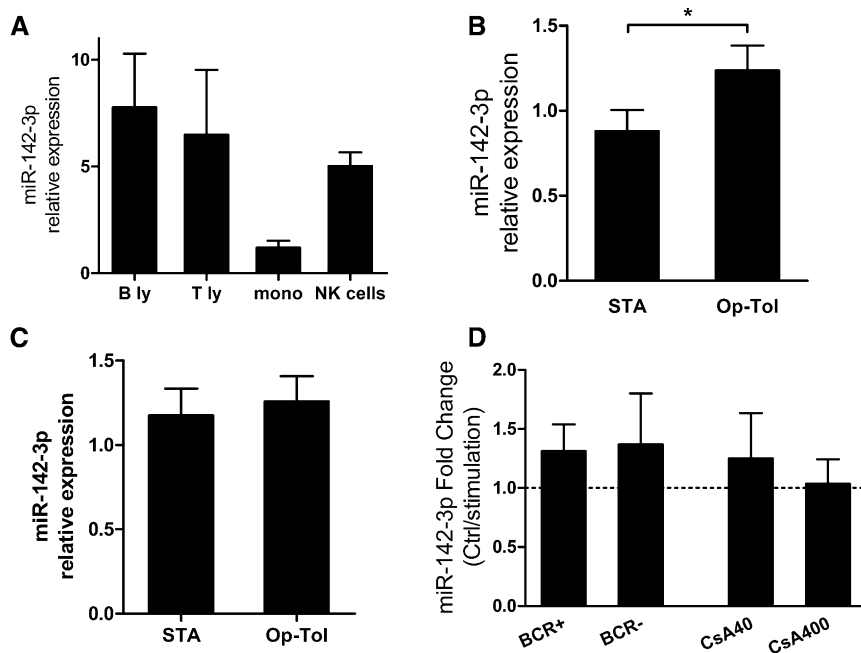 A
miR-142-3p
relative expression
10
5
0
B ly
T ly
mono
NK cells
B
*
miR-142-3p
relative expression
1.5
1.0
0.5
0.0
STA
Op-Tol
C
miR-142-3p
relative expression
1.5
1.0
0.5
0.0
STA
Op-Tol
D
miR-142-3p Fold Change
(Ctrl/stimulation)
2.0
1.5
1.0
0.5
0.0
BCR+
BCR-
CsA40
CsA400